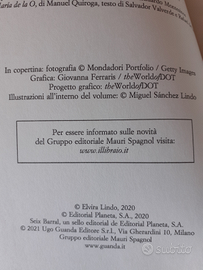 María de la O, di Manuel Quiroga, testo di Salvador Valverde e
In copertina: fotografia © Mondadori Portfolio / Getty Images
Grafica: Giovanna Ferraris / theWorldofDOT
Progetto grafico: theWorldofDOT
Illustrazioni all'interno del volume: © Miguel Sánchez Lindo
Per essere informato sulle novità
del Gruppo editoriale Mauri Spagnol visita:
www.illibraio.it
© Elvira Lindo, 2020
© Editorial Planeta, S.A., 2020
Seix Barral, un sello editorial de Editorial Planeta, S.A.
© 2021 Ugo Guanda Editore S.r.l., Via Gherardini 10, Milano
Gruppo editoriale Mauri Spagnol
www.guanda.it